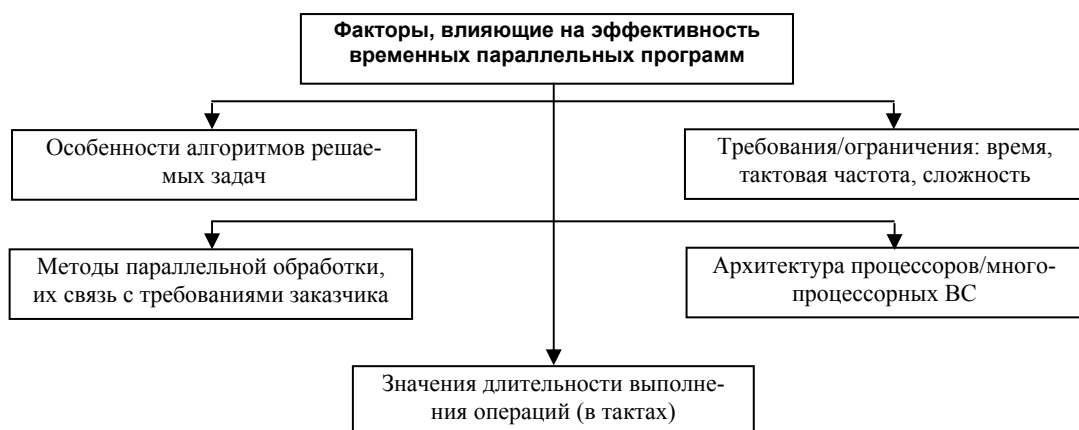 Факторы, влияющие на эффективность
временных параллельных программ
Особенности алгоритмов решае-
мых задач
Требования/ограничения: время,
тактовая частота, сложность
Методы параллельной обработки,
их связь с требованиями заказчика
Архитектура процессоров/много-
процессорных ВС
Значения длительности выполне-
ния операций (в тактах)